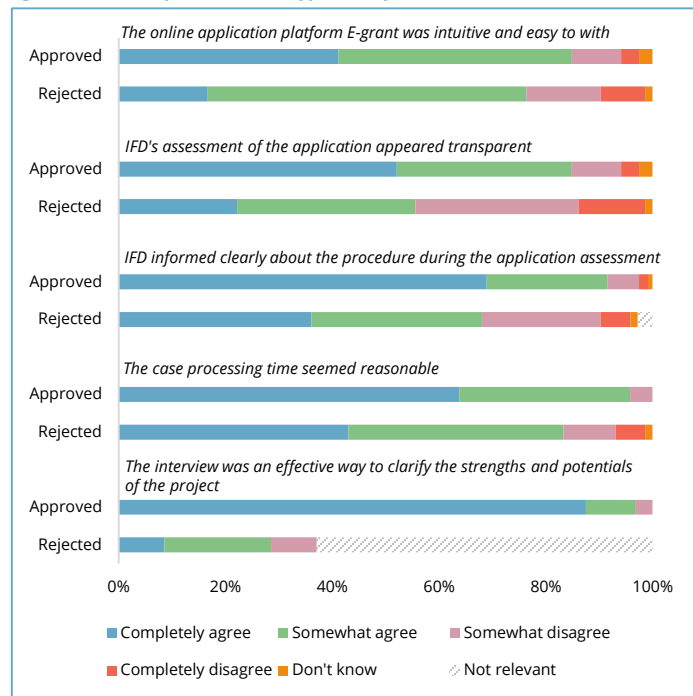 The online application platform E-grant was intuitive and easy to with
Approved
Rejected
IFD's assessment of the application appeared transparent
Approved
Rejected
IFD informed clearly about the procedure during the application assessment
Approved
Rejected
The case processing time seemed reasonable
Approved
Rejected
The interview was an effective way to clarify the strengths and potentials
of the project
Approved
Rejected
0% 20% 40% 60% 80% 100%
Completely agree Somewhat agree Somewhat disagree
Completely disagree Don't know Not relevant